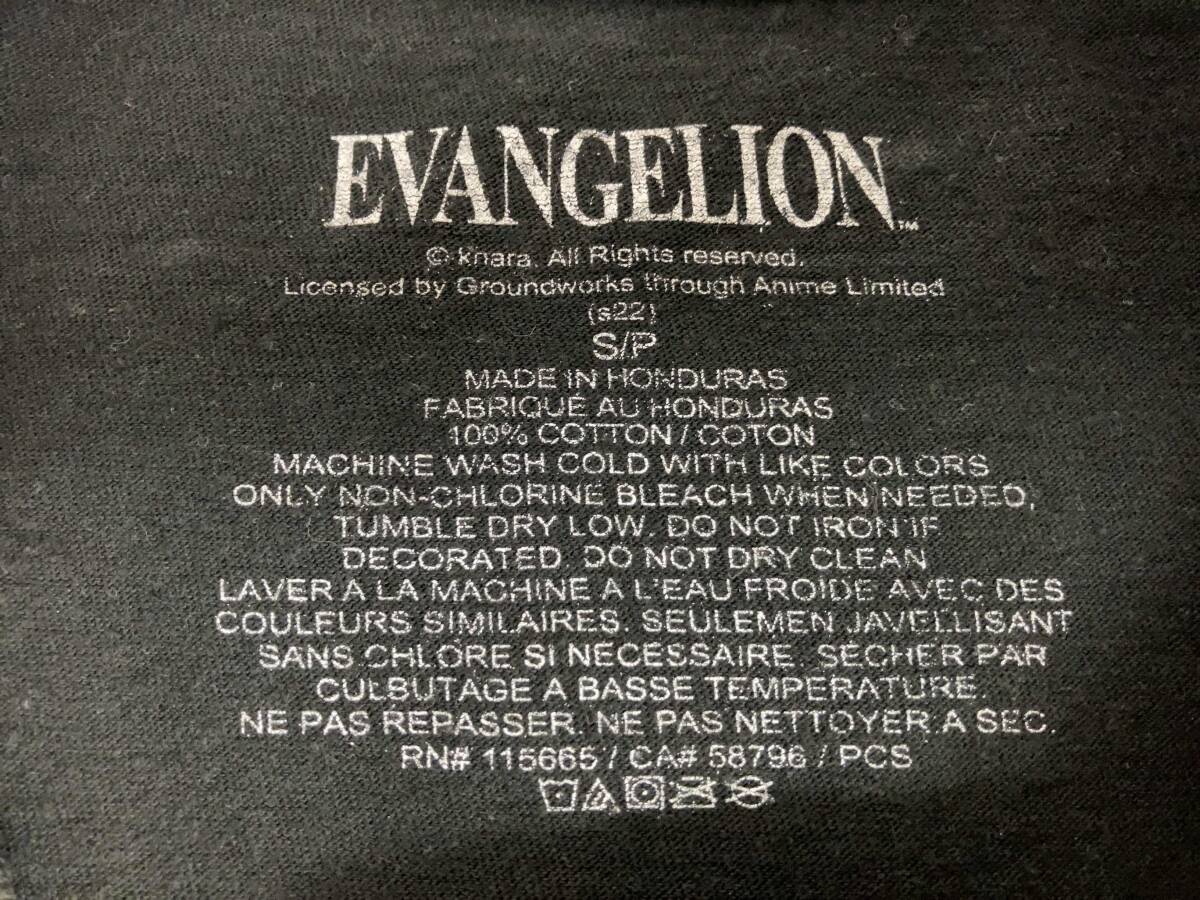 EVANGELION™
© khara. All Rights reserved.
Licensed by Groundworks through Anime Limited
(s22)
S/P
MADE IN HONDURAS
FABRIQUÉ AU HONDURAS
100% COTTON / COTON
MACHINE WASH COLD WITH LIKE COLORS
ONLY NON-CHLORINE BLEACH WHEN NEEDED,
TUMBLE DRY LOW. DO NOT IRON IF
DECORATED. DO NOT DRY CLEAN
LAVER A LA MACHINE A L'EAU FROIDE AVEC DES
COULEURS SIMILAIRES. SEULEMEN JAVELLISANT
SANS CHLORE SI NECESSAIRE. SECHER PAR
CULBUTAGE A BASSE TEMPERATURE.
NE PAS REPASSER. NE PAS NETTOYER A SEC.
RN# 115665 / CA# 58796 / PCS